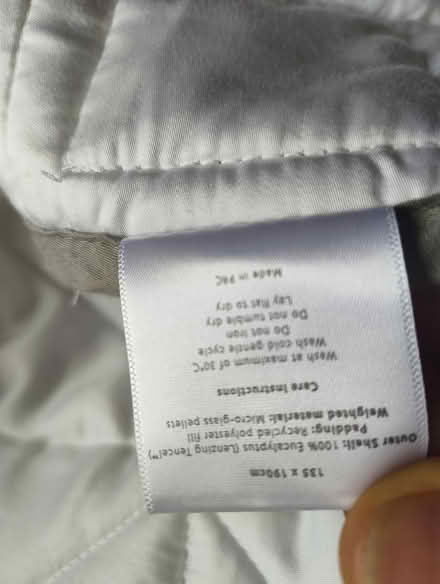 135 x 190cm
Outer Shell: 100% Eucalyptus (Lenzing Tencel™)
Padding: Recycled polyester fill
Weighted material: Micro-glass pellets
Care instructions
Wash at maximum of 30°C
Wash cold gentle cycle
Do not iron
Do not tumble dry
Lay flat to dry
Made in PRC